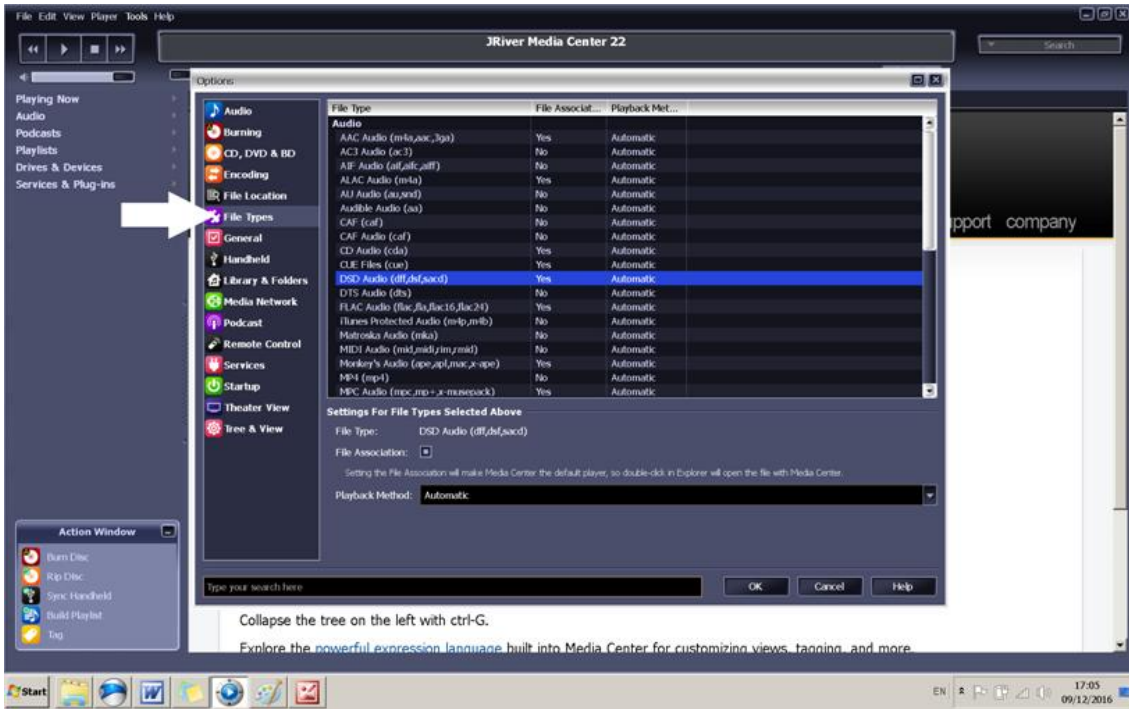 File Edit View Player Tools Help
JRiver Media Center 22
Search
Playing Now
Audio
Podcasts
Playlists
Drives & Devices
Services & Plug-ins
Options
Audio
Burning
CD, DVD & BD
Encoding
File Location
File Types
General
Handheld
Library & Folders
Media Network
Podcast
Remote Control
Services
Startup
Theater View
Tree & View
File Type File Associat... Playback Met...
Audio
AAC Audio (m4a,aac,3ga) Yes Automatic
AC3 Audio (ac3) No Automatic
AIF Audio (aif,aifc,aiff) No Automatic
ALAC Audio (m4a) Yes Automatic
AU Audio (au,snd) No Automatic
Audible Audio (aa) No Automatic
CAF (caf) No Automatic
CAF Audio (caf) No Automatic
CD Audio (cda) Yes Automatic
CUE Files (cue) Yes Automatic
DSD Audio (dff,dsf,sacd) Yes Automatic
DTS Audio (dts) No Automatic
FLAC Audio (flac,fla,flac16,flac24) Yes Automatic
iTunes Protected Audio (m4p,m4b) No Automatic
Matroska Audio (mka) No Automatic
MIDI Audio (mid,midi,rim,rmid) No Automatic
Monkey's Audio (ape,apl,mac,x-ape) Yes Automatic
MP4 (mp4) No Automatic
MPC Audio (mpc,mp+,x-musepack) Yes Automatic
Settings For File Types Selected Above
File Type: DSD Audio (dff,dsf,sacd)
File Association:
Setting the File Association will make Media Center the default player, so double-click in Explorer will open the file with Media Center.
Playback Method: Automatic
Type your search here
OK Cancel Help
pport company
Action Window
Burn Disc
Rip Disc
Sync Handheld
Build Playlist
Tag
Collapse the tree on the left with ctrl-G.
Explore the powerful expression language built into Media Center for customizing views, tagging, and more.
Start
EN
17:05
09/12/2016